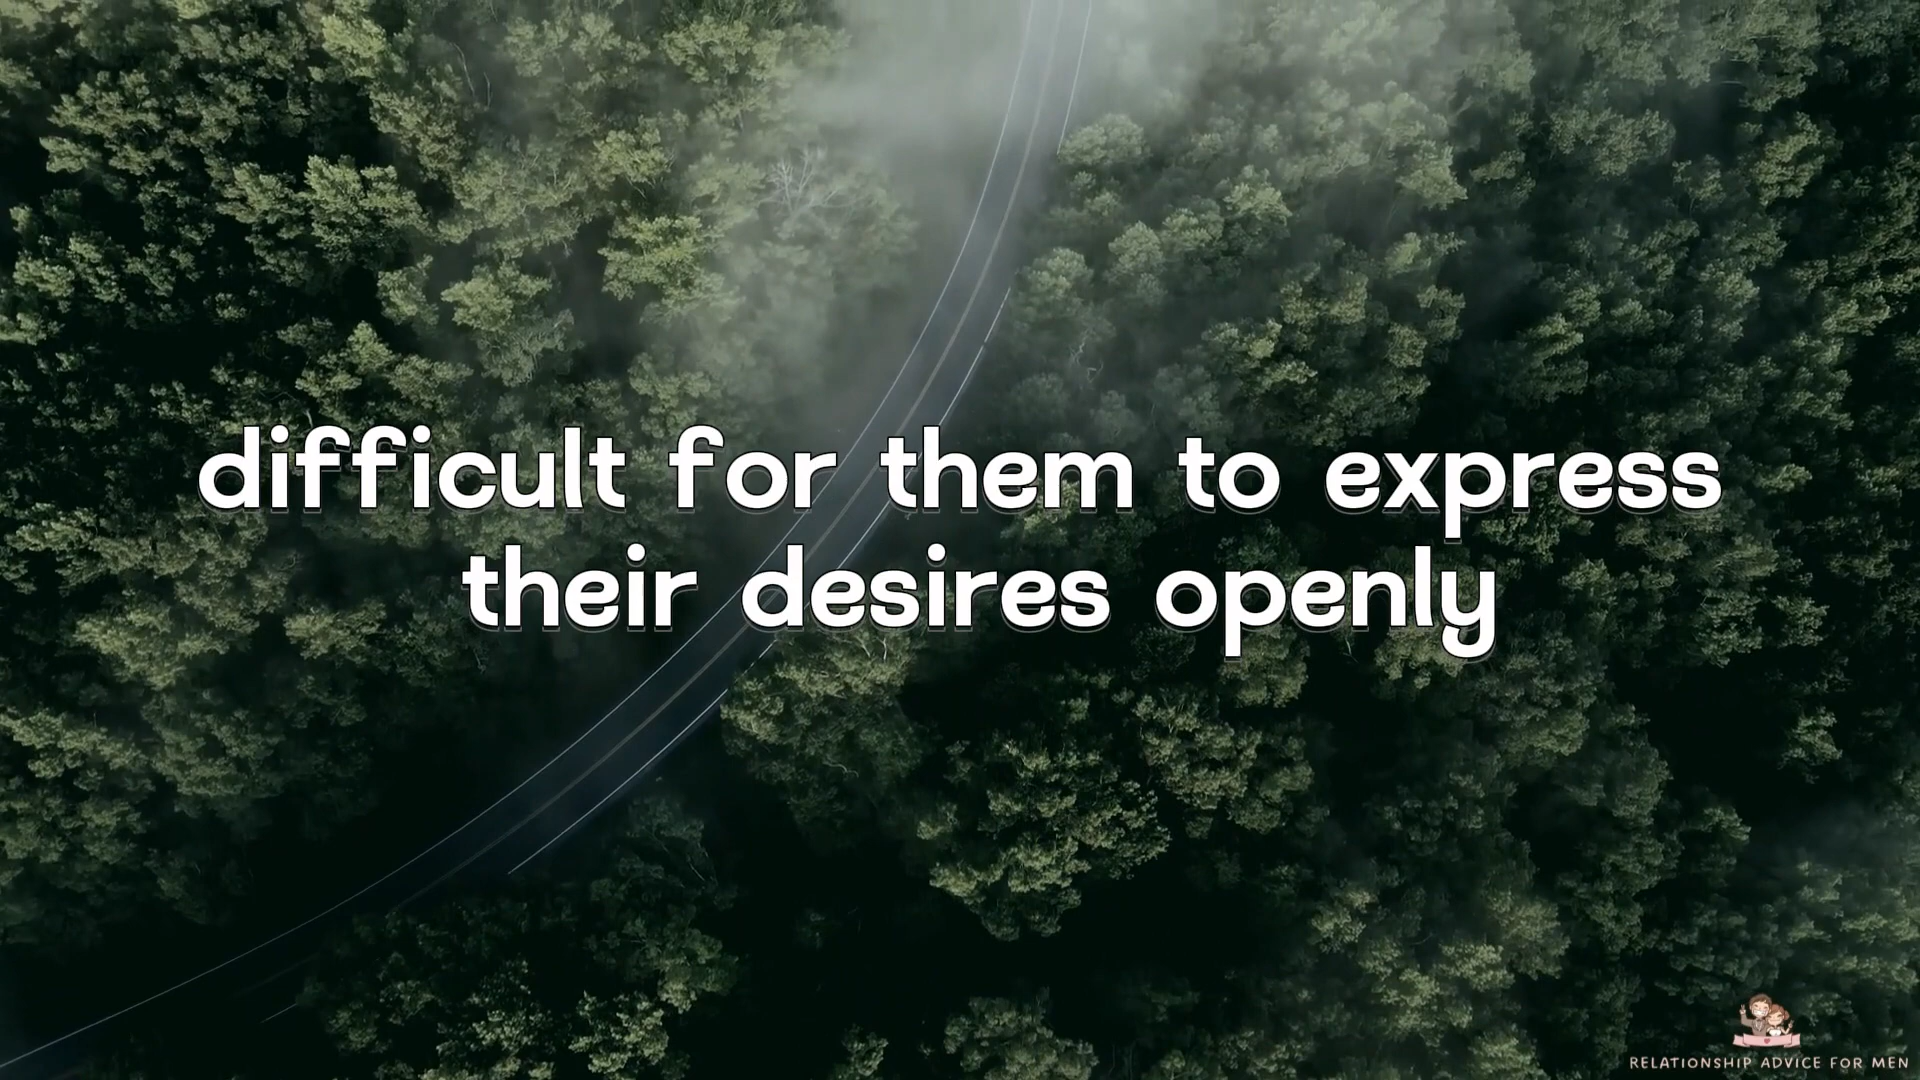 difficult for them to express
their desires openly
RELATIONSHIP ADVICE FOR MEN